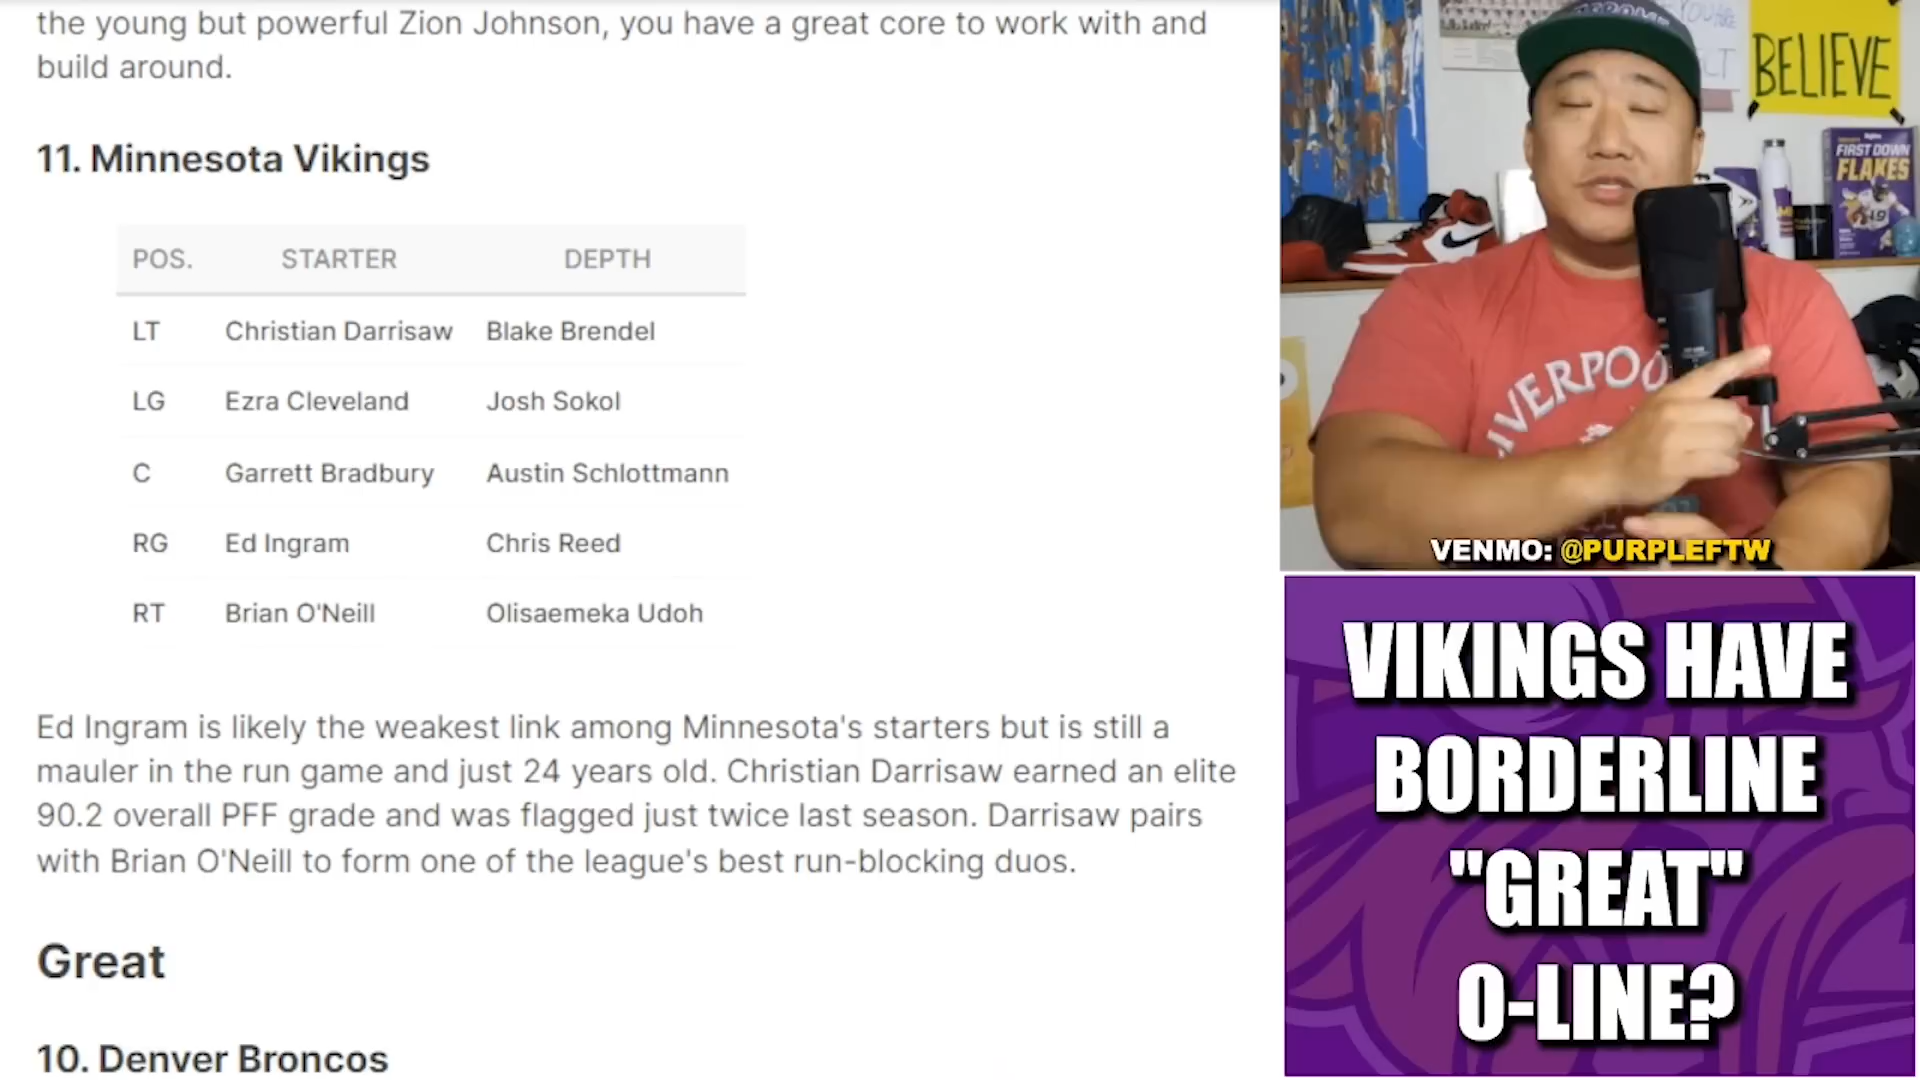 the young but powerful Zion Johnson, you have a great core to work with and
build around.
11. Minnesota Vikings
POS. STARTER DEPTH
LT Christian Darrisaw Blake Brendel
LG Ezra Cleveland Josh Sokol
C Garrett Bradbury Austin Schlottmann
RG Ed Ingram Chris Reed
RT Brian O'Neill Olisaemeka Udoh
Ed Ingram is likely the weakest link among Minnesota's starters but is still a
mauler in the run game and just 24 years old. Christian Darrisaw earned an elite
90.2 overall PFF grade and was flagged just twice last season. Darrisaw pairs
with Brian O'Neill to form one of the league's best run-blocking duos.
Great
10. Denver Broncos
BELIEVE
FIRST DOWN
FLAKES
19
VENMO: @PURPLEFTW
VIKINGS HAVE
BORDERLINE
"GREAT"
O-LINE?